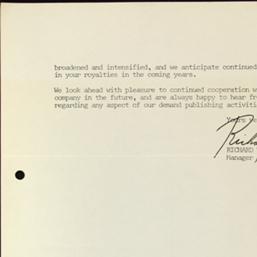 broadened and intensified, and we anticipate continued
in your royalties in the coming years.
We look ahead with pleasure to continued cooperation
company in the future, and are always happy to hear
regarding any aspect of our demand publishing
Yours
RICHARD
Manager